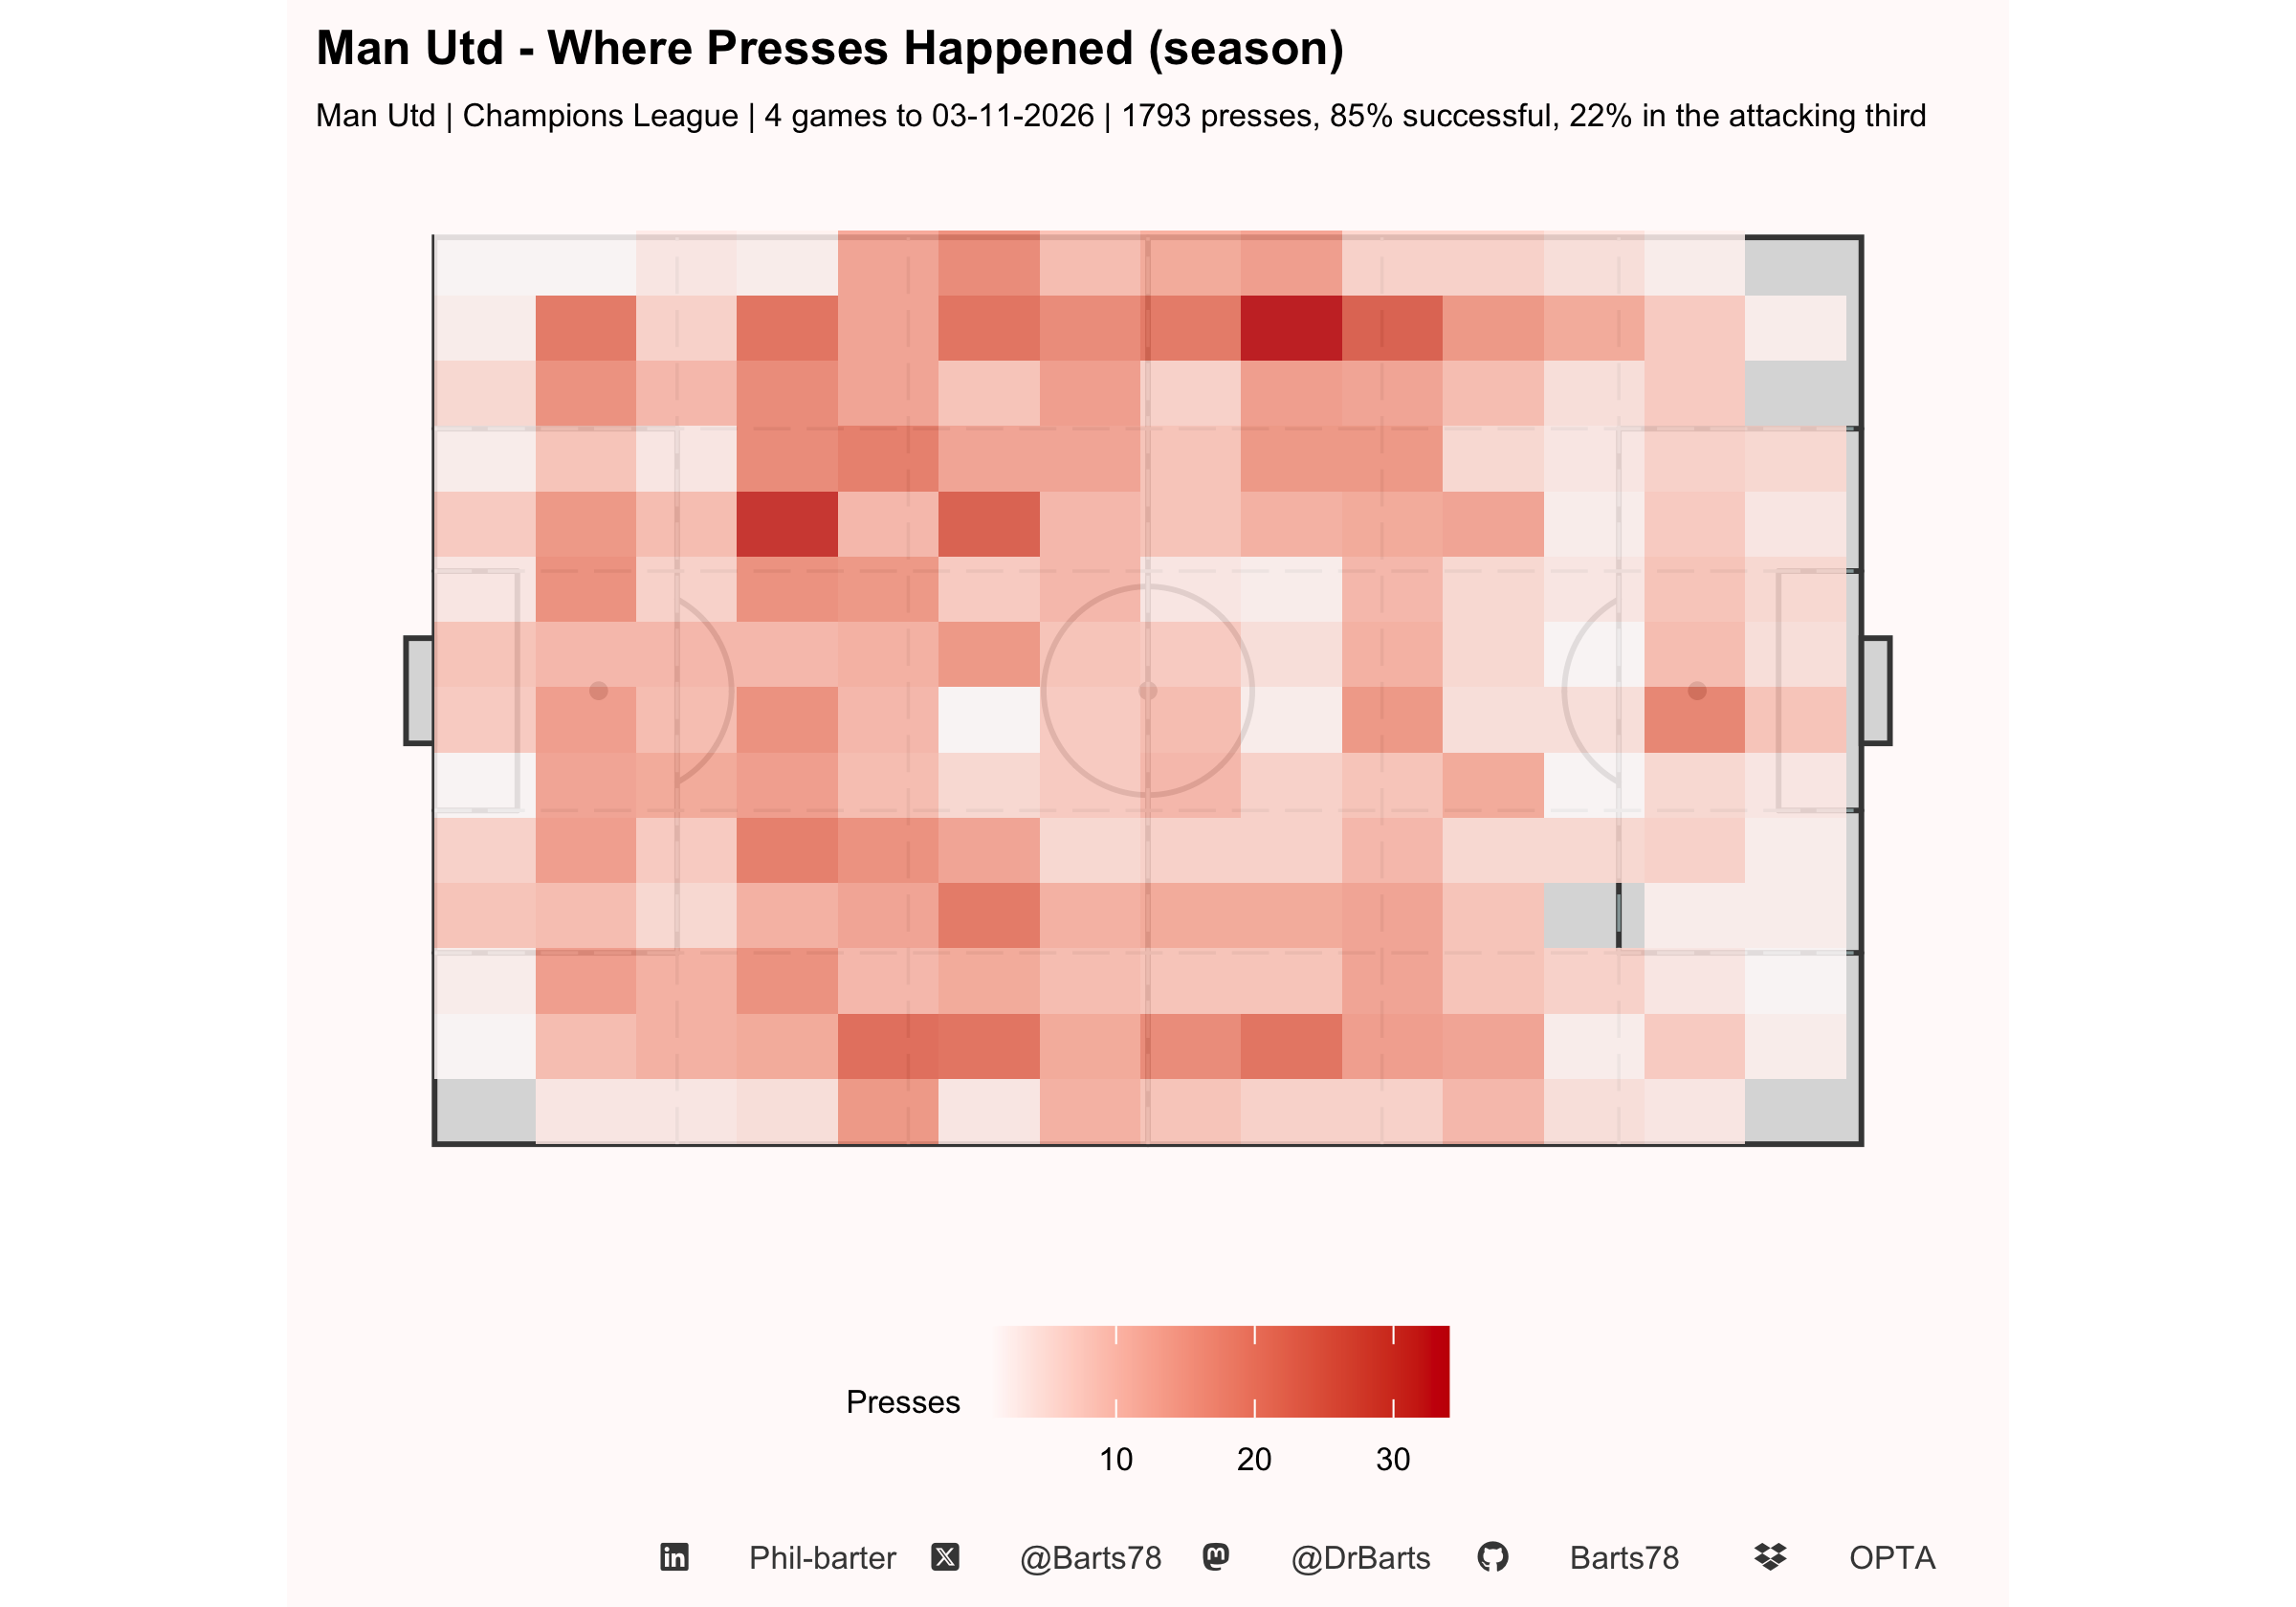 Man Utd - Where Presses Happened (season)
Man Utd | Champions League | 4 games to 03-11-2026 | 1793 presses, 85% successful, 22% in the attacking third
Presses
10 20 30
Phil-barter @Barts78 @DrBarts Barts78 OPTA